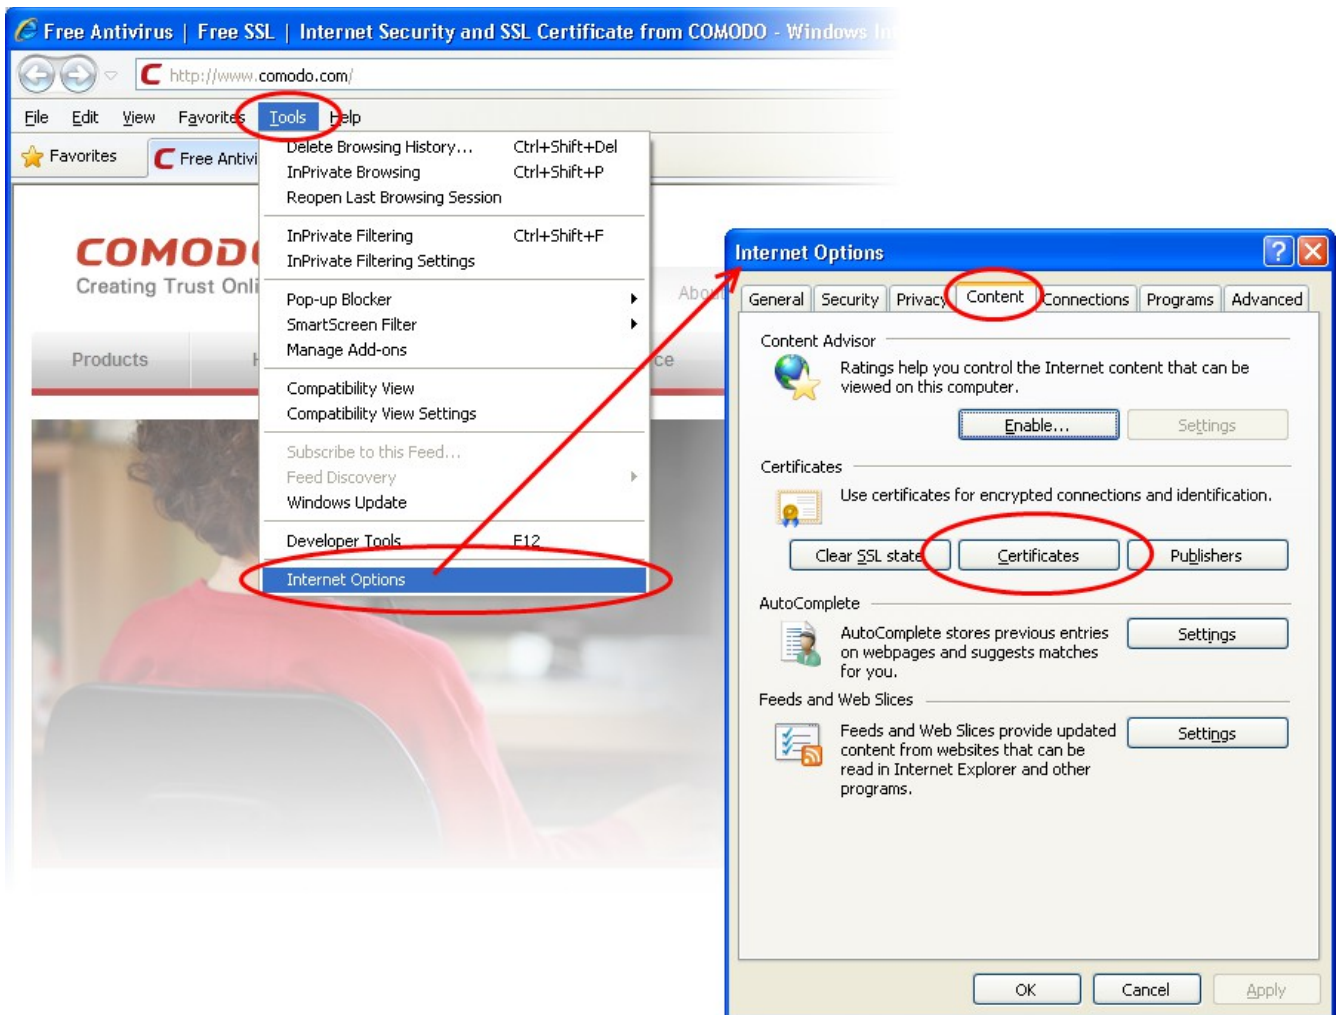 Free Antivirus | Free SSL | Internet Security and SSL Certificate from COMODO - Windows
http://www.comodo.com/
File Edit View Favorites Tools Help
Favorites
Free Antivi
Delete Browsing History... Ctrl+Shift+Del
InPrivate Browsing Ctrl+Shift+P
Reopen Last Browsing Session
InPrivate Filtering Ctrl+Shift+F
InPrivate Filtering Settings
Pop-up Blocker
SmartScreen Filter
Manage Add-ons
Compatibility View
Compatibility View Settings
Subscribe to this Feed...
Feed Discovery
Windows Update
Developer Tools F12
Internet Options
COMOD
Creating Trust Onli
Abou
Products
ce
Internet Options
General Security Privacy Content Connections Programs Advanced
Content Advisor
Ratings help you control the Internet content that can be
viewed on this computer.
Enable... Settings
Certificates
Use certificates for encrypted connections and identification.
Clear SSL state Certificates Publishers
AutoComplete
AutoComplete stores previous entries
on webpages and suggests matches
for you.
Settings
Feeds and Web Slices
Feeds and Web Slices provide updated
content from websites that can be
read in Internet Explorer and other
programs.
Settings
OK Cancel Apply